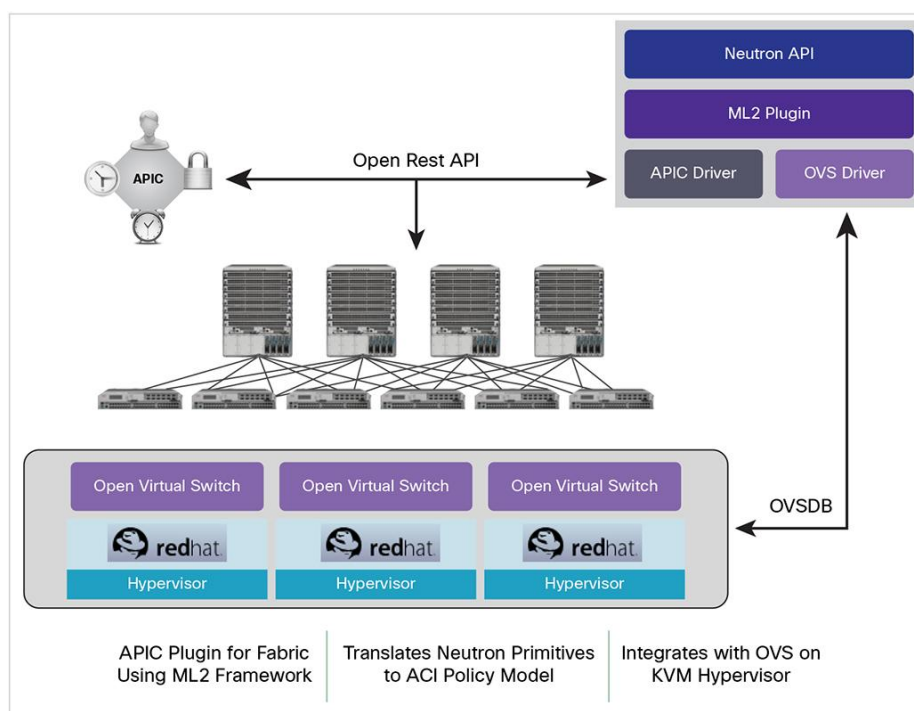 Neutron API
ML2 Plugin
APIC Driver
OVS Driver
Open Rest API
APIC
Open Virtual Switch
Open Virtual Switch
Open Virtual Switch
redhat.
redhat.
redhat.
Hypervisor
Hypervisor
Hypervisor
OVSDB
APIC Plugin for Fabric
Using ML2 Framework
Translates Neutron Primitives
to ACI Policy Model
Integrates with OVS on
KVM Hypervisor